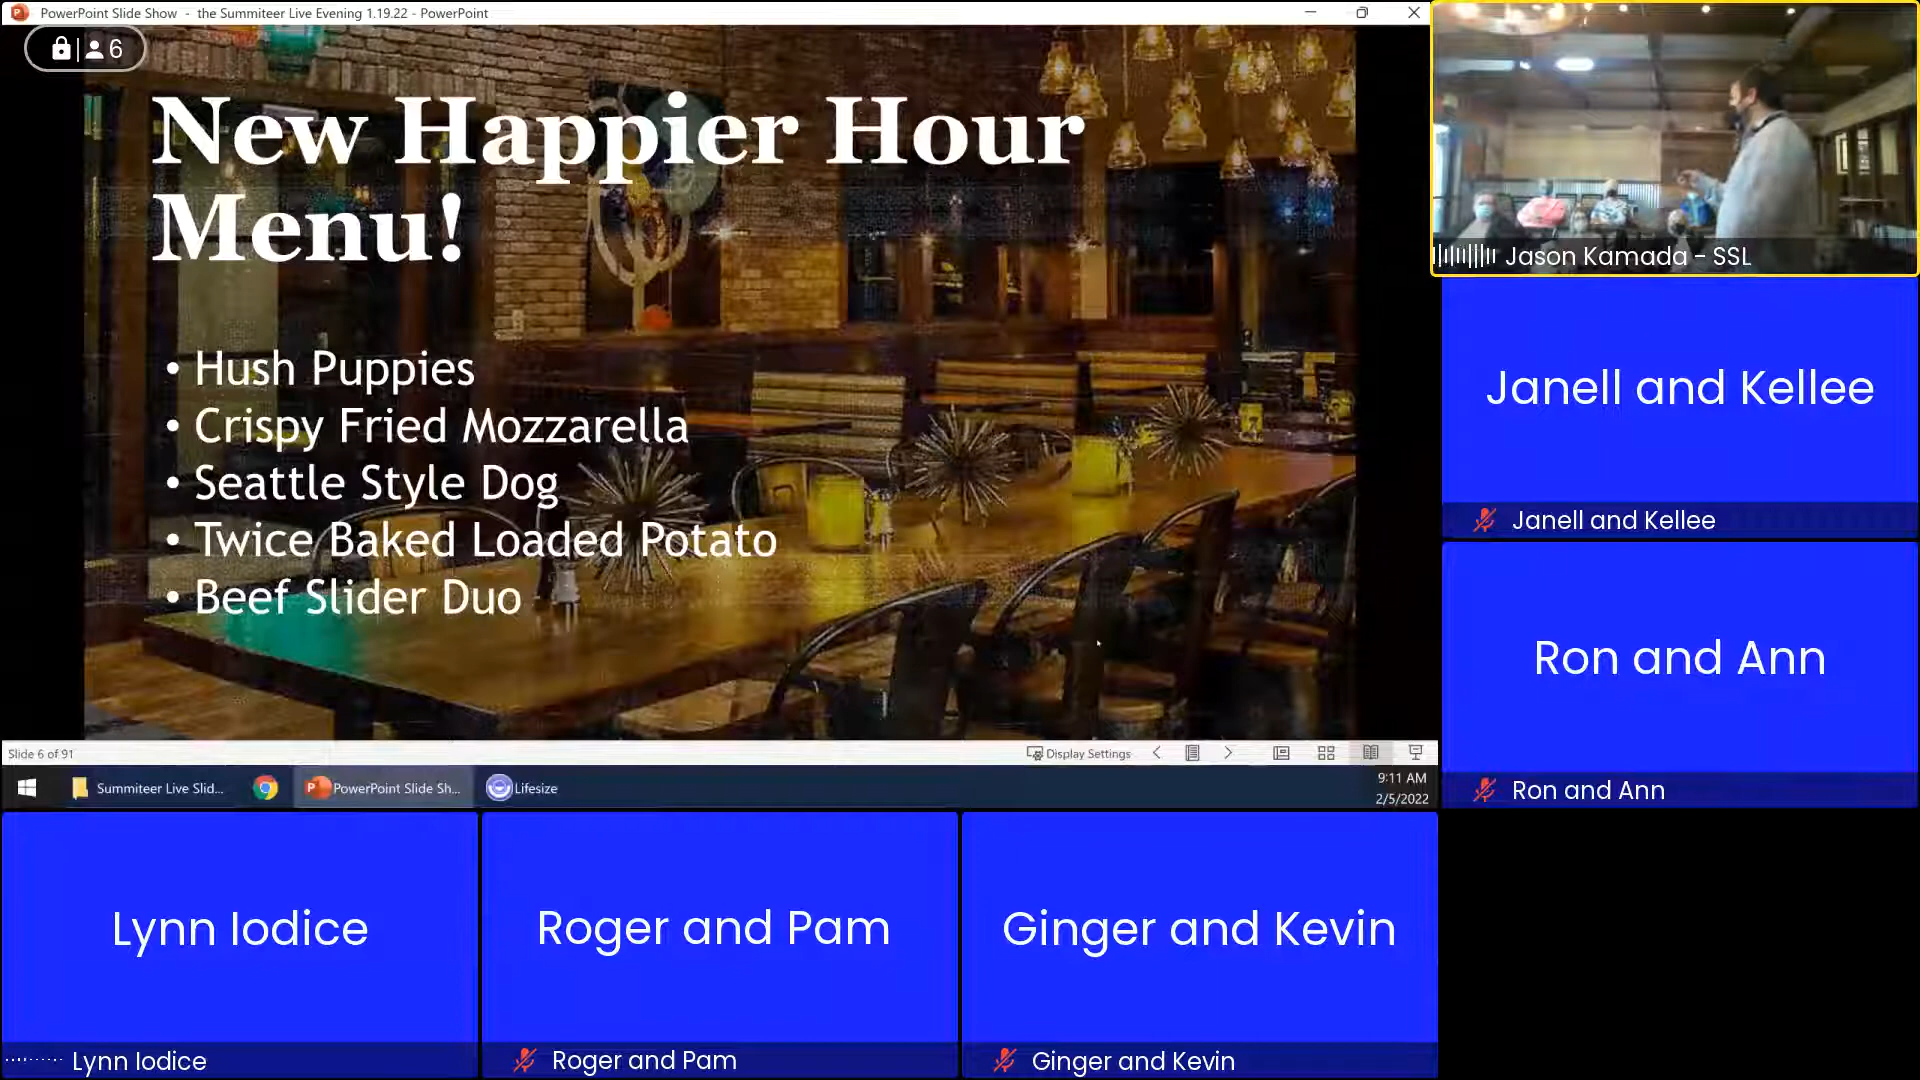 PowerPoint Slide Show - the Summiteer Live Evening 1.19.22 - PowerPoint
6
New Happier Hour
Menu!
• Hush Puppies
• Crispy Fried Mozzarella
• Seattle Style Dog
• Twice Baked Loaded Potato
• Beef Slider Duo
Slide 6 of 91
Display Settings
Summiteer Live Slid...
PowerPoint Slide Sh...
Lifesize
9:11 AM
2/5/2022
Jason Kamada - SSL
Janell and Kellee
Janell and Kellee
Ron and Ann
Ron and Ann
Lynn Iodice
Lynn Iodice
Roger and Pam
Roger and Pam
Ginger and Kevin
Ginger and Kevin